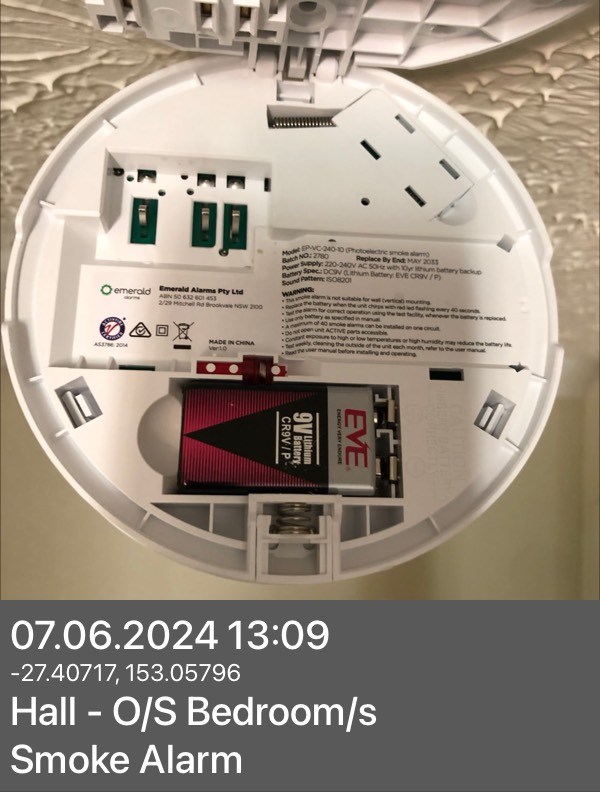 Model: EP-VC-240-10 (Photoelectric smoke alarm)
Batch NO.: 2780 Replace By End: MAY 2033
Power Supply: 220-240V AC 50Hz with 10yr lithium battery backup
Battery Spec.: DC9V (Lithium Battery: EVE CR9V / P)
Sound Pattern: ISO8201
WARNING:
• This smoke alarm is not suitable for wall (vertical) mounting.
• Replace the battery when the unit chirps with red led flashing every 40 seconds.
• Test the alarm for correct operation using the test facility, whenever the battery is replaced.
• Use only battery as specified in manual.
• A maximum of 40 smoke alarms can be installed on one circuit.
• Do not open unit ACTIVE parts accessible.
• Constant exposure to high or low temperatures or high humidity may reduce the battery life.
• Test weekly, cleaning the outside of the unit each month, refer to the user manual.
• Read the user manual before installing and operating.
emerald
alarms
Emerald Alarms Pty Ltd
ABN 50 632 601 453
2/29 Mitchell Rd Brookvale NSW 2100
AS3786: 2014
MADE IN CHINA
Ver:1.0
9V Lithium Battery
CR9V / P
EVE
ENERGY VERY ENDURE
07.06.2024 13:09
-27.40717, 153.05796
Hall - O/S Bedroom/s
Smoke Alarm